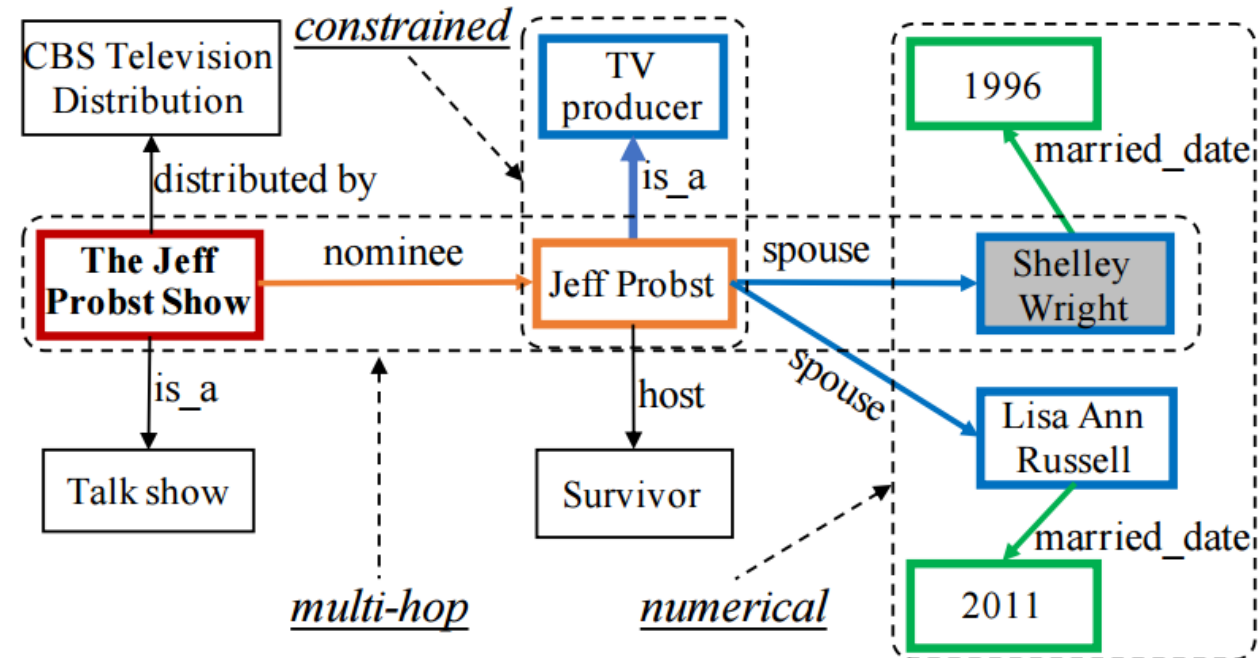 constrained
CBS Television
Distribution
TV
producer
1996
married_date
distributed by
is_a
The Jeff
Probst Show
nominee
Jeff Probst
spouse
Shelley
Wright
spouse
is_a
host
Lisa Ann
Russell
Talk show
Survivor
married_date
multi-hop
numerical
2011